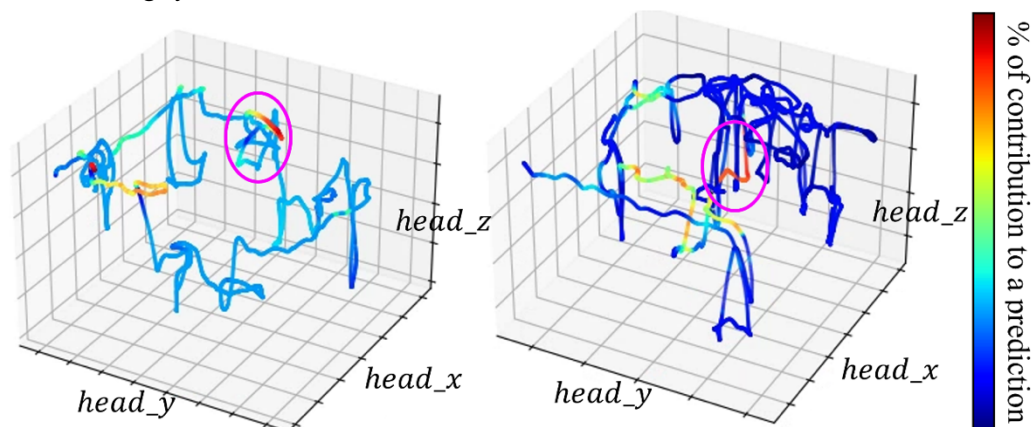 head_z
head_x
head_y
head_z
head_x
head_y
% of contribution to a prediction